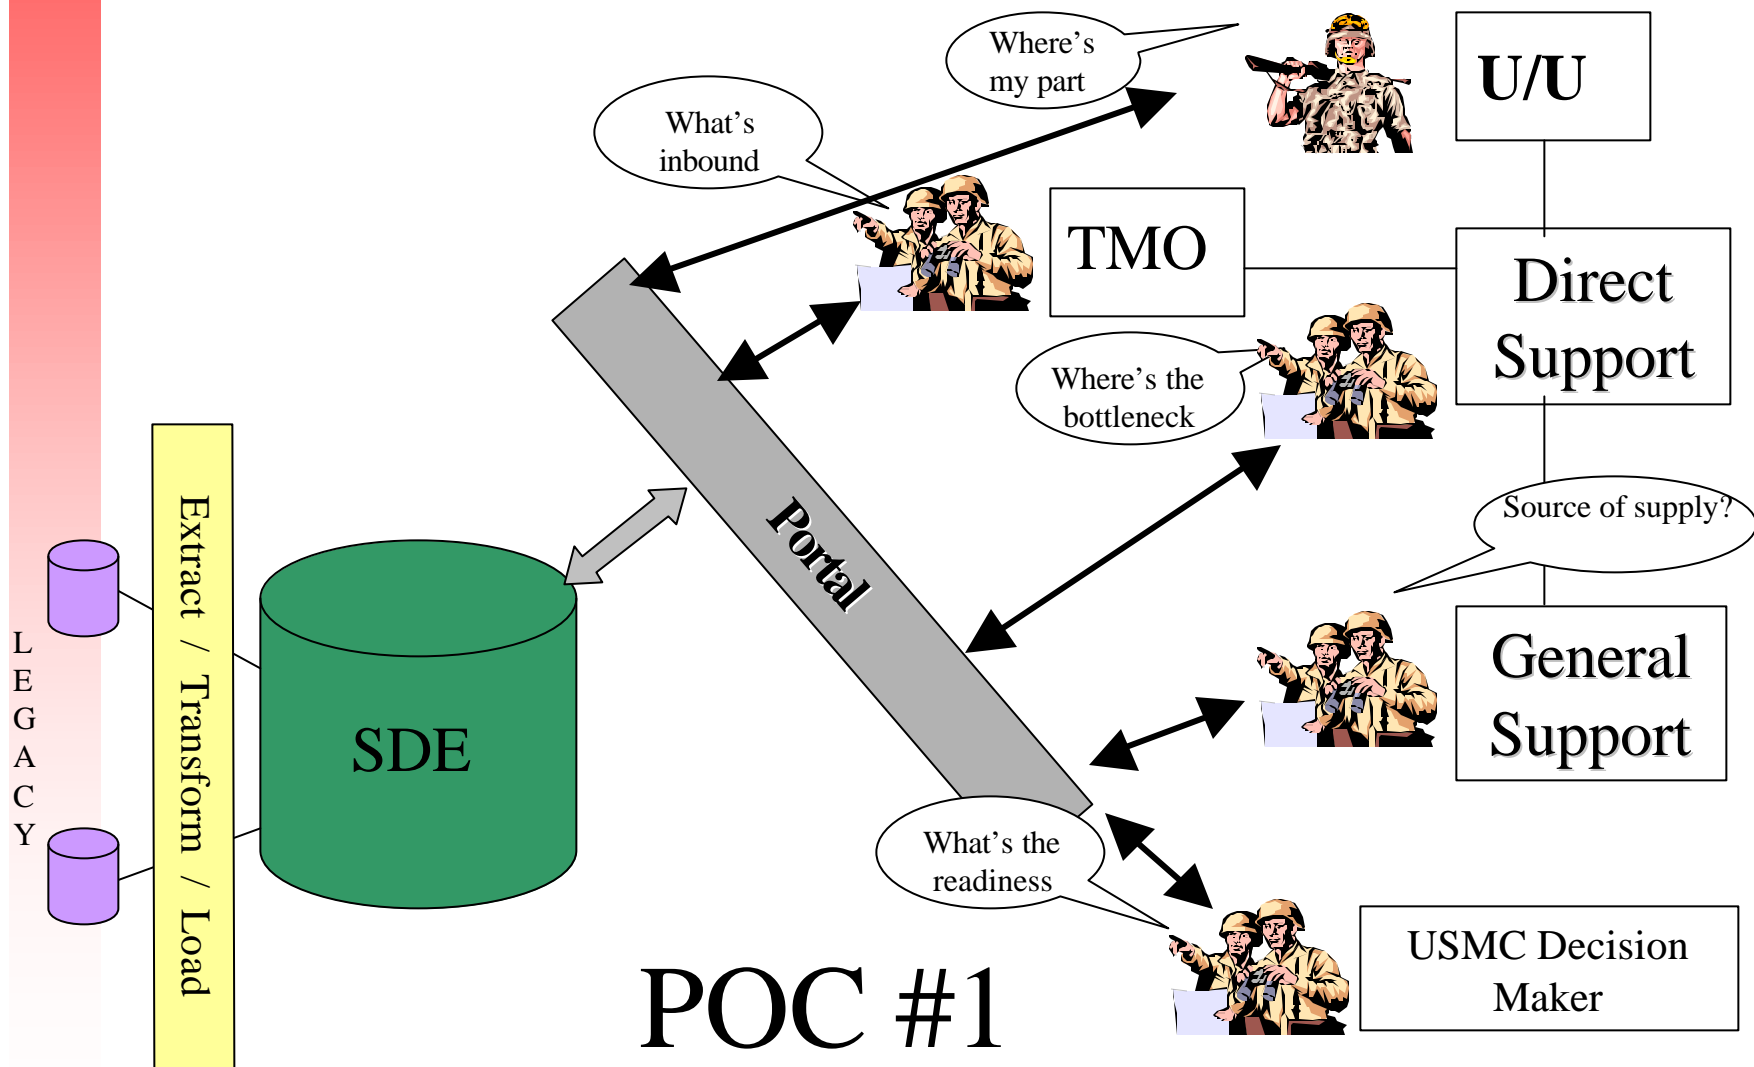 Where's
my part
U/U
What's
inbound
TMO
Direct
Support
Where's the
bottleneck
Portal
Source of supply?
General
Support
L
E
G
A
C
Y
Extract / Transform / Load
SDE
What's the
readiness
USMC Decision
Maker
POC #1